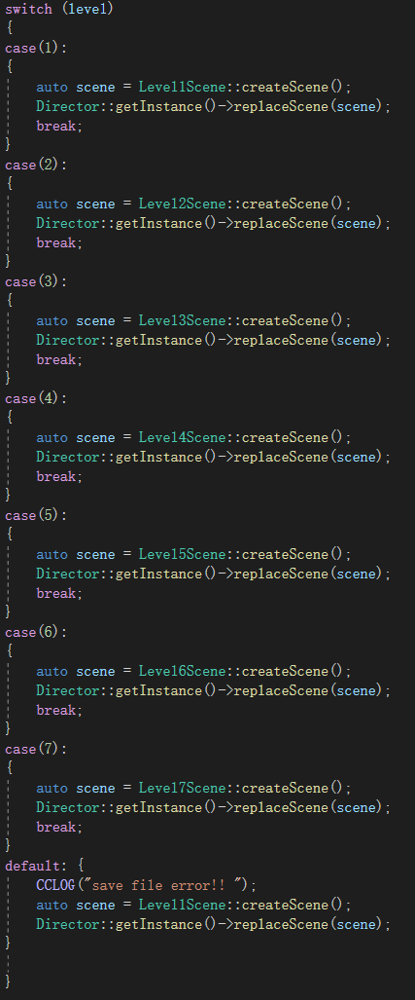 switch (level)
{
case(1):
{
    auto scene = Level1Scene::createScene();
    Director::getInstance()->replaceScene(scene);
    break;
}
case(2):
{
    auto scene = Level2Scene::createScene();
    Director::getInstance()->replaceScene(scene);
    break;
}
case(3):
{
    auto scene = Level3Scene::createScene();
    Director::getInstance()->replaceScene(scene);
    break;
}
case(4):
{
    auto scene = Level4Scene::createScene();
    Director::getInstance()->replaceScene(scene);
    break;
}
case(5):
{
    auto scene = Level5Scene::createScene();
    Director::getInstance()->replaceScene(scene);
    break;
}
case(6):
{
    auto scene = Level6Scene::createScene();
    Director::getInstance()->replaceScene(scene);
    break;
}
case(7):
{
    auto scene = Level7Scene::createScene();
    Director::getInstance()->replaceScene(scene);
    break;
}
default: {
    CCLOG("save file error!! ");
    auto scene = Level1Scene::createScene();
    Director::getInstance()->replaceScene(scene);
}
}